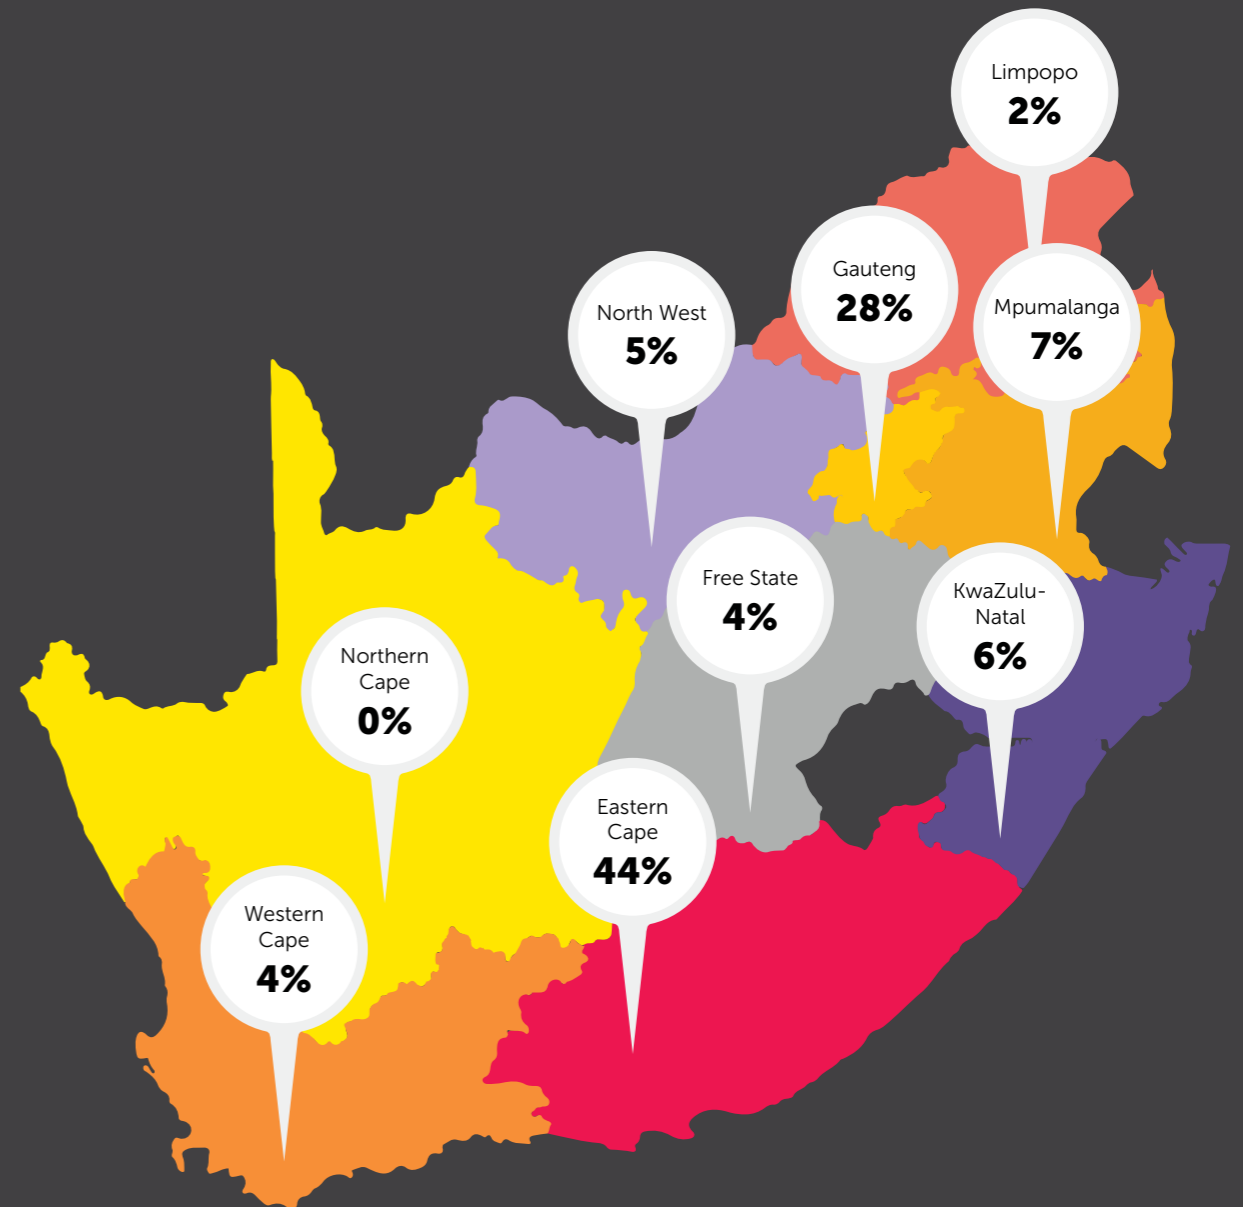 Limpopo
2%
Gauteng
28%
North West
5%
Mpumalanga
7%
Free State
4%
KwaZulu-
Natal
6%
Northern
Cape
0%
Eastern
Cape
44%
Western
Cape
4%